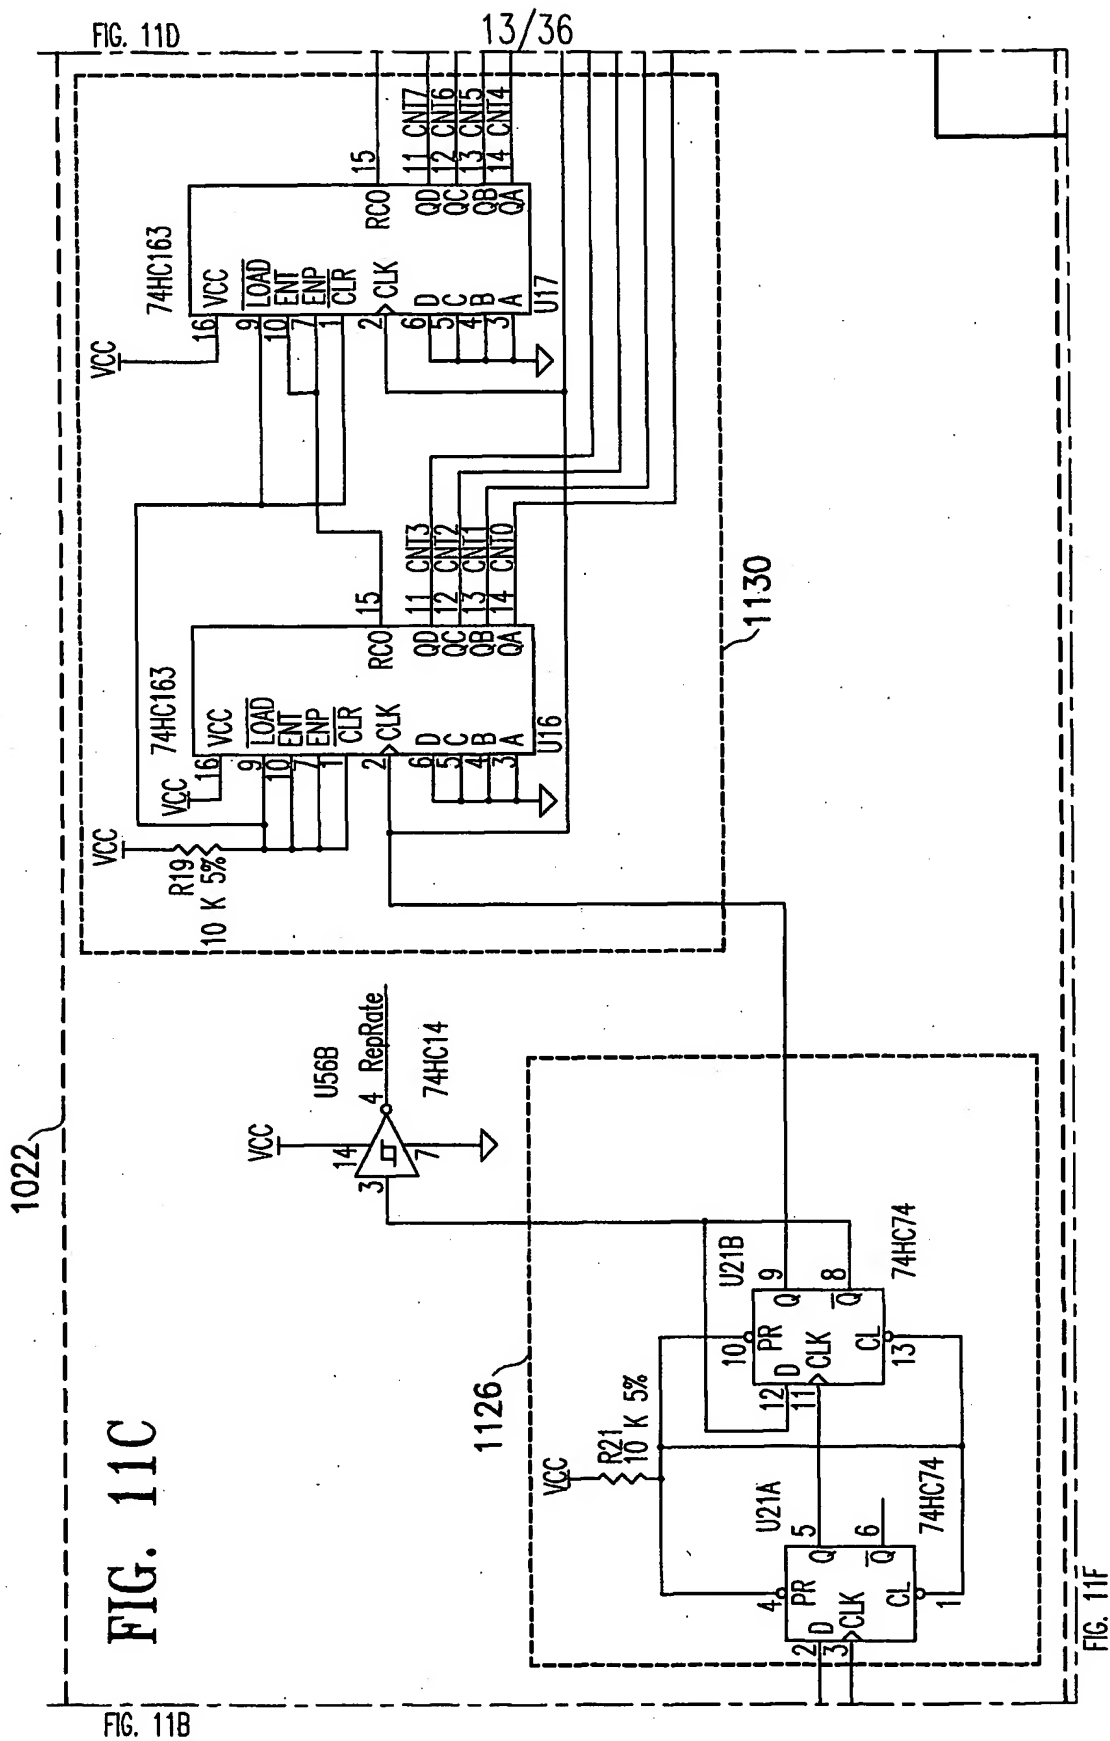 13/36
FIG. 11D
FIG. 11C
FIG. 11B
FIG. 11F
1022
1130
VCC
R19
10 K 5%
VCC
74HC163
16 VCC
9 LOAD
10 ENT
7 ENP
1 CLR
2 CLK
6 D
5 C
4 B
3 A
U16
RCO 15
QD 11 CNT3
QC 12 CNT2
QB 13 CNT1
QA 14 CNT0
VCC
74HC163
16 VCC
9 LOAD
10 ENT
7 ENP
1 CLR
2 CLK
6 D
5 C
4 B
3 A
U17
RCO 15
QD 11 CNT7
QC 12 CNT6
QB 13 CNT5
QA 14 CNT4
VCC
U56B
14
3
4 RepRate
7
74HC14
1126
VCC
R21
10 K 5%
U21A
4
PR
2 D
3 CLK
Q 5
Q 6
CL
1
74HC74
U21B
10
PR
12 D
11 CLK
Q 9
Q 8
CL
13
74HC74